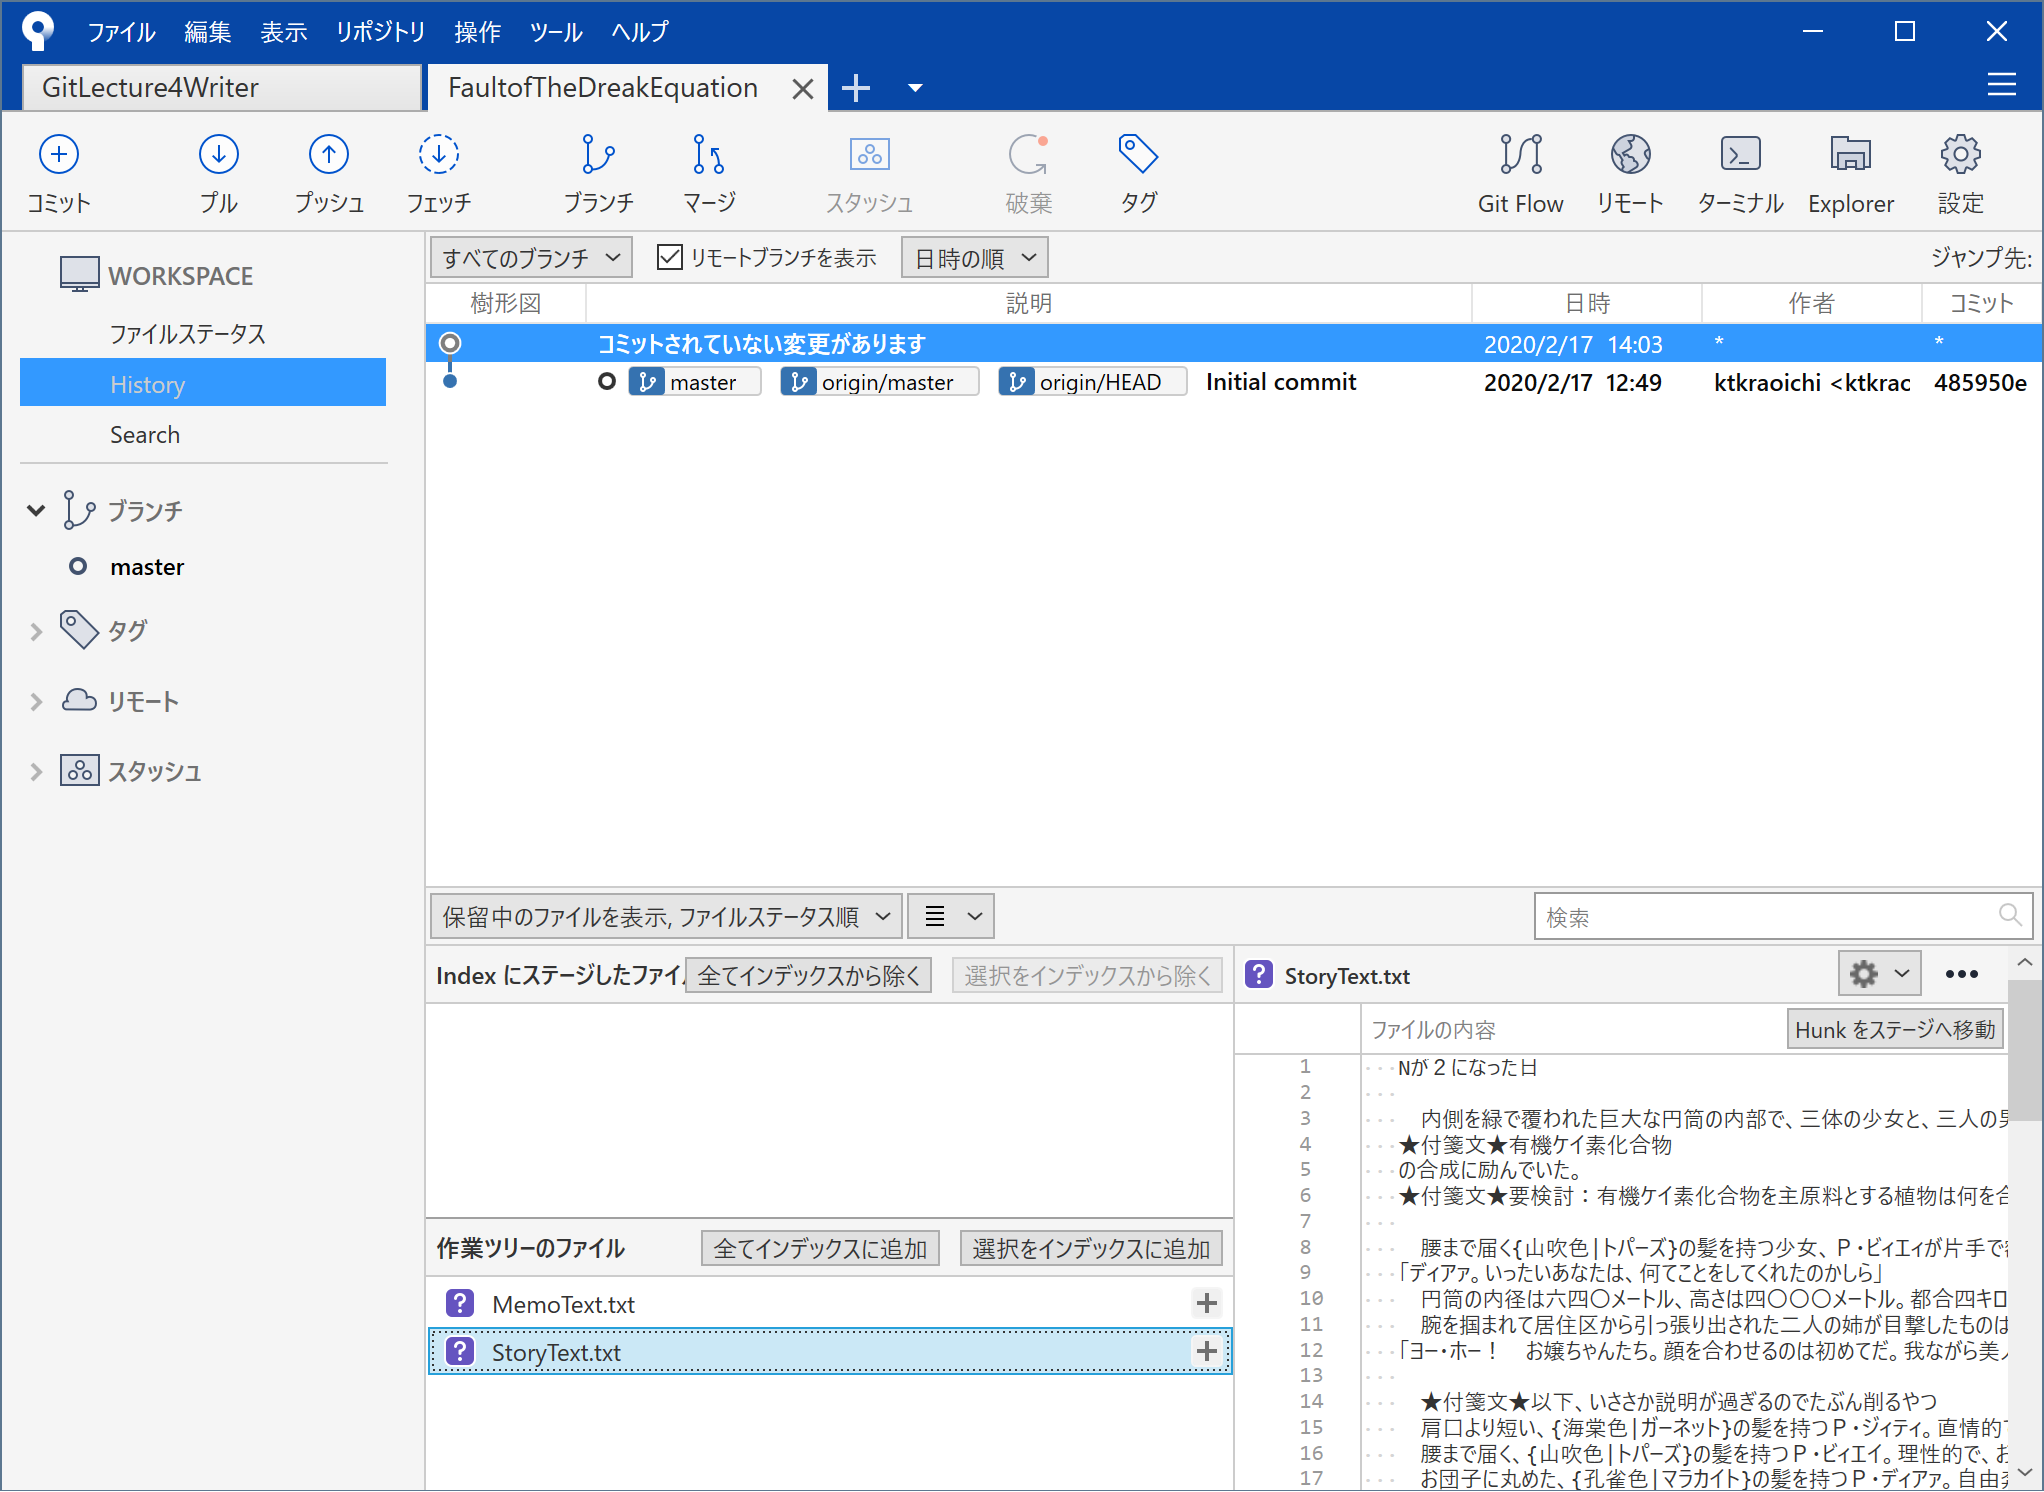 ファイル 編集 表示 リポジトリ 操作 ツール ヘルプ
GitLecture4Writer FaultofTheDreakEquation
コミット プル プッシュ フェッチ ブランチ マージ スタッシュ 破棄 タグ Git Flow リモート ターミナル Explorer 設定
WORKSPACE
ファイルステータス
History
Search
ブランチ
master
タグ
リモート
スタッシュ
すべてのブランチ リモートブランチを表示 日時の順 ジャンプ先:
樹形図 説明 日時 作者 コミット
コミットされていない変更があります 2020/2/17 14:03 * *
master origin/master origin/HEAD Initial commit 2020/2/17 12:49 ktkraoichi <ktkrac 485950e
保留中のファイルを表示, ファイルステータス順 検索
Index にステージしたファイ 全てインデックスから除く 選択をインデックスから除く
作業ツリーのファイル 全てインデックスに追加 選択をインデックスに追加
? MemoText.txt
? StoryText.txt
? StoryText.txt
ファイルの内容 Hunk をステージへ移動
1 Nが２になった日
2
3 内側を緑で覆われた巨大な円筒の内部で、三体の少女と、三人の
4 ★付箋文★有機ケイ素化合物
5 の合成に励んでいた。
6 ★付箋文★要検討：有機ケイ素化合物を主原料とする植物は何を合
7
8 腰まで届く{山吹色|トパーズ}の髪を持つ少女、Ｐ・ビィエィが片手で
9 「ディアァ。いったいあなたは、何てことをしてくれたのかしら」
10 円筒の内径は六四〇メートル、高さは四〇〇〇メートル。都合四キロ
11 腕を掴まれて居住区から引っ張り出された二人の姉が目撃したものは
12 「ヨー・ホー！　お嬢ちゃんたち。顔を合わせるのは初めてだ。我ながら美
13
14 ★付箋文★以下、いささか説明が過ぎるのでたぶん削るやつ
15 肩口より短い、{海棠色|ガーネット}の髪を持つＰ・ジィティ。直情的
16 腰まで届く、{山吹色|トパーズ}の髪を持つＰ・ビィエイ。理性的で、お
17 お団子に丸めた、{孔雀色|マラカイト}の髪を持つＰ・ディアァ。自由